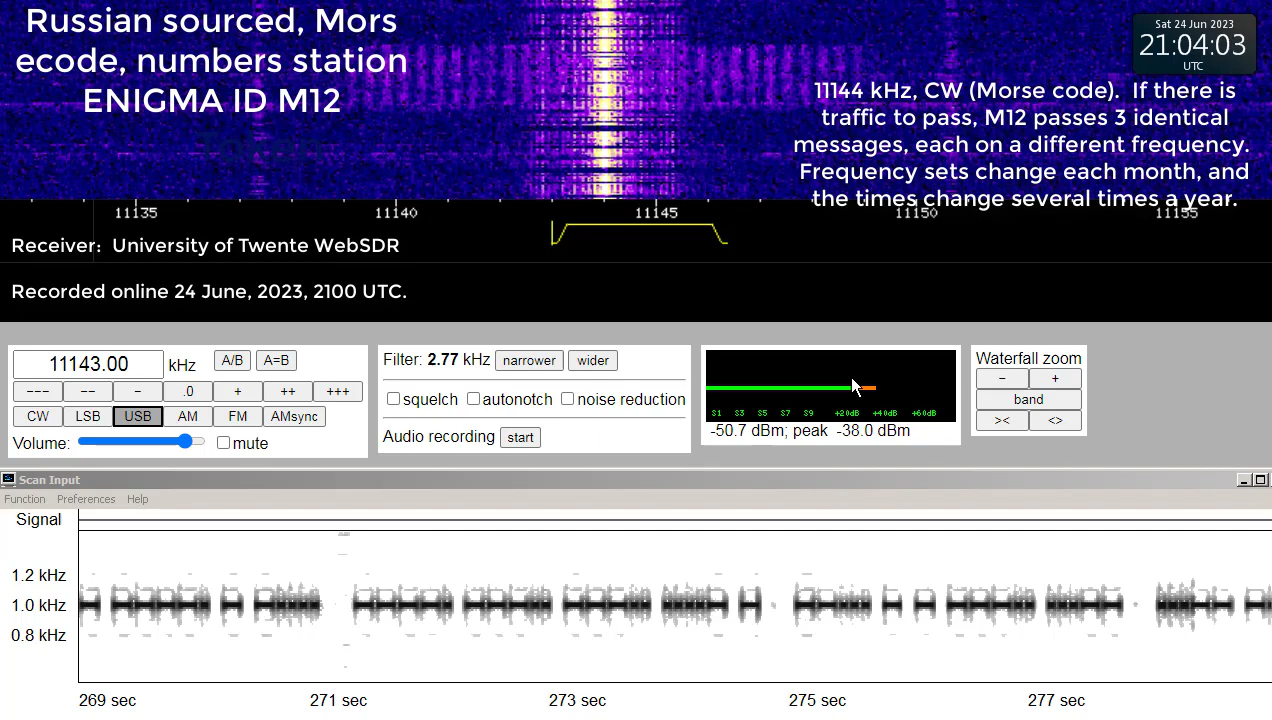 Russian sourced, Mors
ecode, numbers station
ENIGMA ID M12
Sat 24 Jun 2023
21:04:03
UTC
11144 kHz, CW (Morse code).  If there is
traffic to pass, M12 passes 3 identical
messages, each on a different frequency.
Frequency sets change each month, and
the times change several times a year.
11135 11140 11145 11150 11155
Receiver:  University of Twente WebSDR
Recorded online 24 June, 2023, 2100 UTC.
11143.00 kHz A/B A=B
--- -- - .0 + ++ +++
CW LSB USB AM FM AMsync
Volume: mute
Filter: 2.77 kHz narrower wider
squelch autonotch noise reduction
Audio recording start
S1 S3 S5 S7 S9 +20dB +40dB +60dB
-50.7 dBm; peak  -38.0 dBm
Waterfall zoom
- +
band
>< <>
Scan Input
Function Preferences Help
Signal
1.2 kHz
1.0 kHz
0.8 kHz
269 sec 271 sec 273 sec 275 sec 277 sec